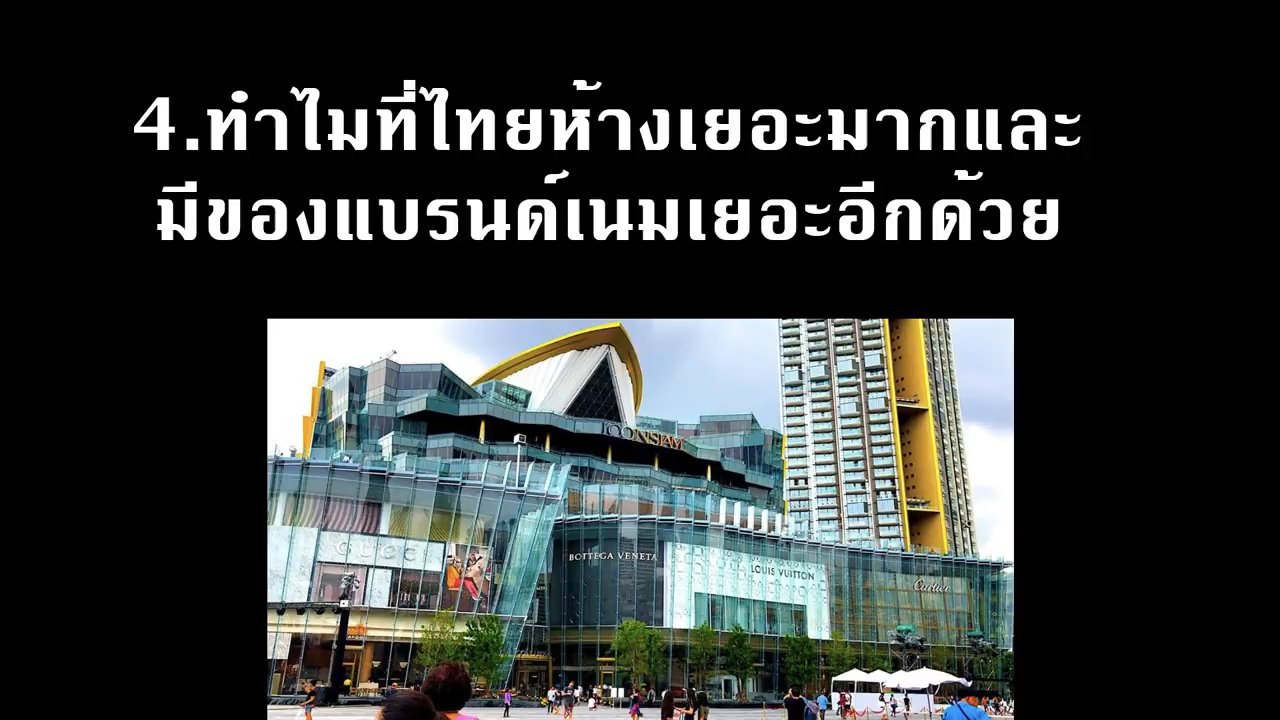 4.ทำไมที่ไทยห้างเยอะมากและ
มีของแบรนด์เนมเยอะอีกด้วย
ICONSIAM
GUCCI
BOTTEGA VENETA
LOUIS VUITTON
Cartier